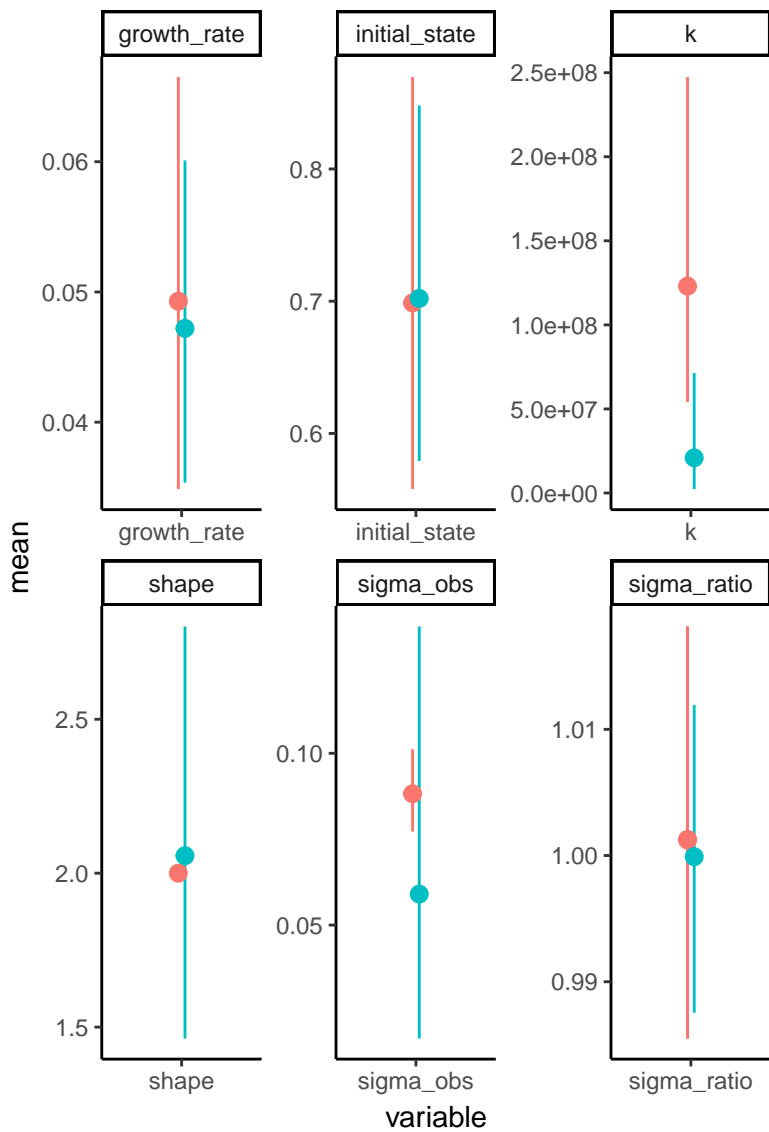 growth_rate initial_state k
0.06
0.05
0.04
growth_rate
0.8
0.7
0.6
initial_state
2.5e+08
2.0e+08
1.5e+08
1.0e+08
5.0e+07
0.0e+00
k
mean
shape sigma_obs sigma_ratio
2.5
2.0
1.5
shape
0.10
0.05
sigma_obs
1.01
1.00
0.99
sigma_ratio
variable